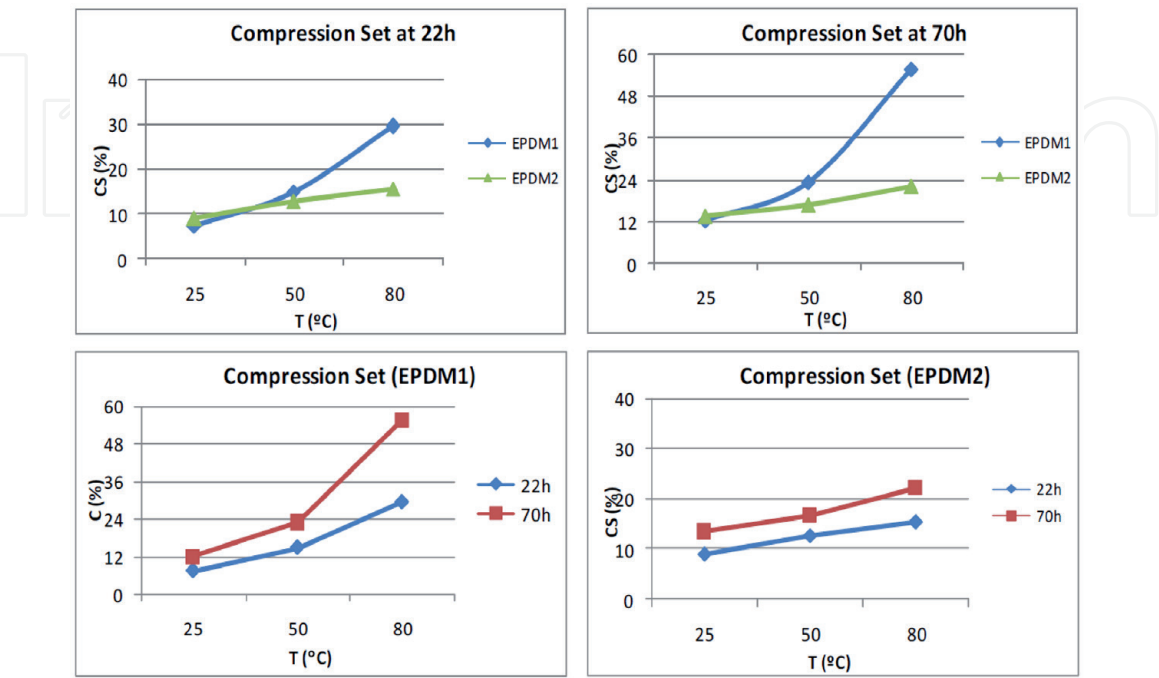 Compression Set at 22h
40
30
20
10
0
CS (%)
25 50 80
T (ºC)
EPDM1
EPDM2
Compression Set at 70h
60
48
36
24
12
0
CS (%)
25 50 80
T (ºC)
EPDM1
EPDM2
Compression Set (EPDM1)
60
48
36
24
12
0
C (%)
25 50 80
T (°C)
22h
70h
Compression Set (EPDM2)
40
30
20
10
0
CS (%)
25 50 80
T (ºC)
22h
70h